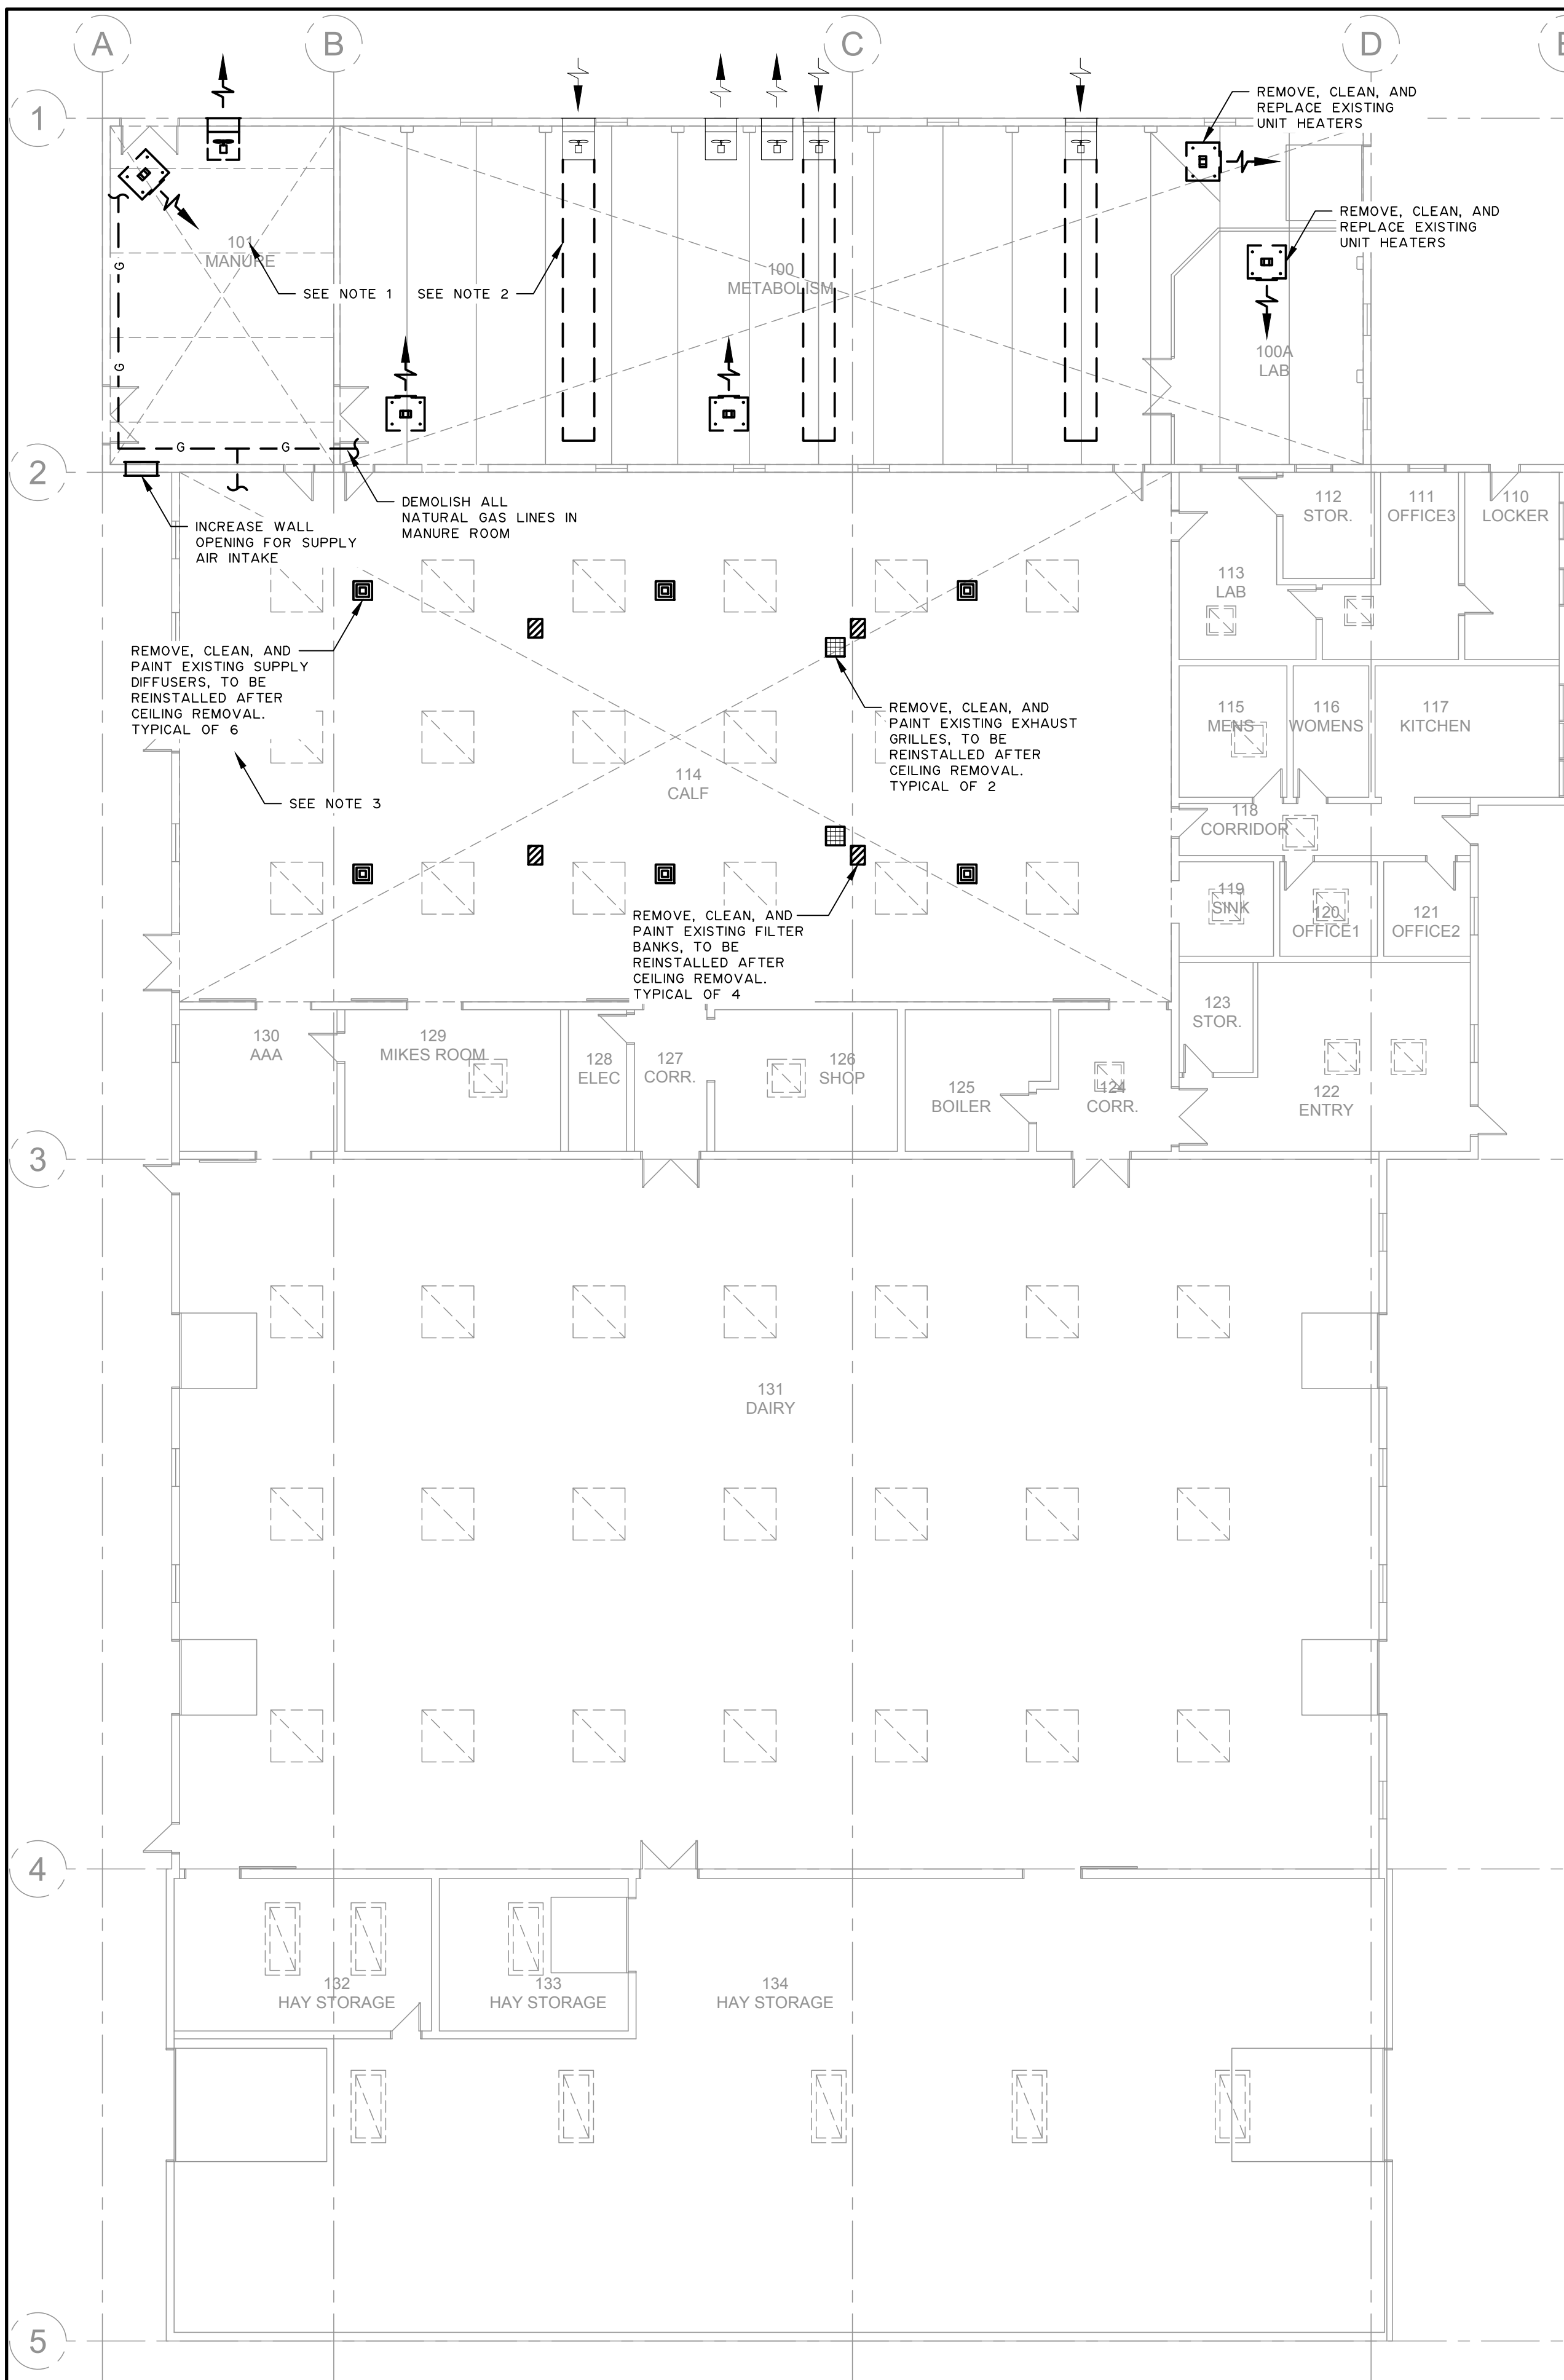 A
B
C
D
1
REMOVE, CLEAN, AND
REPLACE EXISTING
UNIT HEATERS
REMOVE, CLEAN, AND
REPLACE EXISTING
UNIT HEATERS
101
MANURE
G
SEE NOTE 1
SEE NOTE 2
100
METABOLISM
100A
LAB
G
G
G
2
INCREASE WALL
OPENING FOR SUPPLY
AIR INTAKE
DEMOLISH ALL
NATURAL GAS LINES IN
MANURE ROOM
112
STOR.
111
OFFICE3
110
LOCKER
113
LAB
REMOVE, CLEAN, AND
PAINT EXISTING SUPPLY
DIFFUSERS, TO BE
REINSTALLED AFTER
CEILING REMOVAL.
TYPICAL OF 6
SEE NOTE 3
REMOVE, CLEAN, AND
PAINT EXISTING EXHAUST
GRILLES, TO BE
REINSTALLED AFTER
CEILING REMOVAL.
TYPICAL OF 2
115
MENS
116
WOMENS
117
KITCHEN
114
CALF
118
CORRIDOR
REMOVE, CLEAN, AND
PAINT EXISTING FILTER
BANKS, TO BE
REINSTALLED AFTER
CEILING REMOVAL.
TYPICAL OF 4
119
SINK
120
OFFICE1
121
OFFICE2
123
STOR.
130
AAA
129
MIKES ROOM
128
ELEC
127
CORR.
126
SHOP
125
BOILER
124
CORR.
122
ENTRY
3
131
DAIRY
4
132
HAY STORAGE
133
HAY STORAGE
134
HAY STORAGE
5